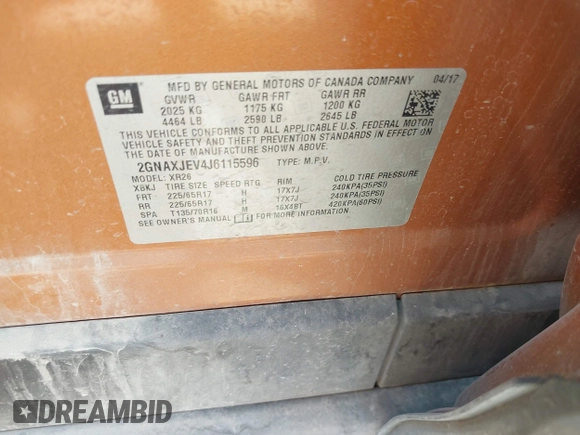 GM
MFD BY GENERAL MOTORS OF CANADA COMPANY 04/17
GVWR GAWR FRT GAWR RR
2025 KG 1175 KG 1200 KG
4464 LB 2590 LB 2645 LB
THIS VEHICLE CONFORMS TO ALL APPLICABLE U.S. FEDERAL MOTOR
VEHICLE SAFETY AND THEFT PREVENTION STANDARDS IN EFFECT ON
THE DATE OF MANUFACTURE SHOWN ABOVE.
2GNAXJEV4J6115596 TYPE: M.P.V.
MODEL: XR26
XBKJ TIRE SIZE SPEED RTG RIM COLD TIRE PRESSURE
FRT 225/65R17 H 17X7J 240KPA(35PSI)
RR 225/65R17 H 17X7J 240KPA(35PSI)
SPA T135/70R16 M 16X4BT 420KPA(60PSI)
SEE OWNER'S MANUAL FOR MORE INFORMATION.
DREAMBID